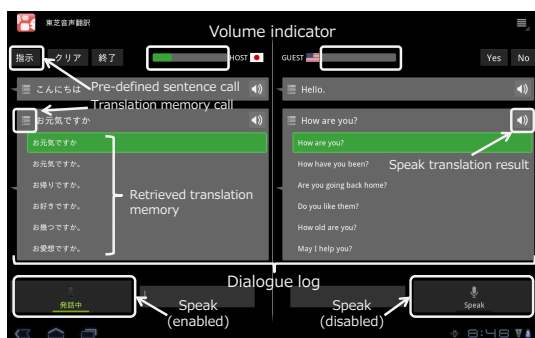 東芝音声翻訳
Volume indicator
指示 クリア 終了 HOST GUEST Yes No
Pre-defined sentence call
こんにちは Hello.
Translation memory call
お元気ですか How are you?
お元気ですか How are you?
お元気ですか。 How have you been?
Speak translation result
お帰りですか。 Are you going back home?
Retrieved translation
memory
お好きですか。 Do you like them?
お幾つですか。 How old are you?
お愛想ですか。 May I help you?
Dialogue log
発話中
Speak
(enabled)
Speak
(disabled)
Speak
8:48